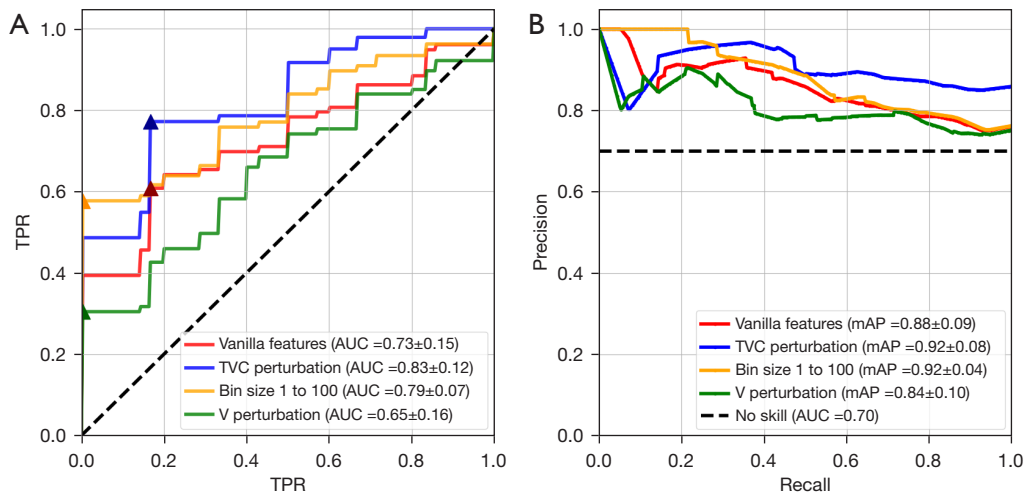 A
1.0
0.8
0.6
0.4
0.2
0.0
TPR
Vanilla features (AUC =0.73±0.15)
TVC perturbation (AUC =0.83±0.12)
Bin size 1 to 100 (AUC =0.79±0.07)
V perturbation (AUC =0.65±0.16)
0.0 0.2 0.4 0.6 0.8 1.0
TPR
B
1.0
0.8
0.6
0.4
0.2
0.0
Precision
Vanilla features (mAP =0.88±0.09)
TVC perturbation (mAP =0.92±0.08)
Bin size 1 to 100 (mAP =0.92±0.04)
V perturbation (mAP =0.84±0.10)
No skill (AUC =0.70)
0.0 0.2 0.4 0.6 0.8 1.0
Recall